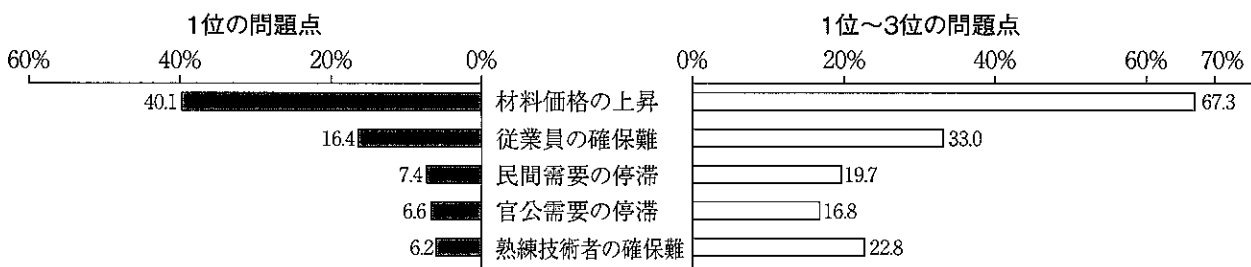 1位の問題点 1位～3位の問題点
60% 40% 20% 0% 0% 20% 40% 60% 70%
40.1 材料価格の上昇 67.3
16.4 従業員の確保難 33.0
7.4 民間需要の停滞 19.7
6.6 官公需要の停滞 16.8
6.2 熟練技術者の確保難 22.8